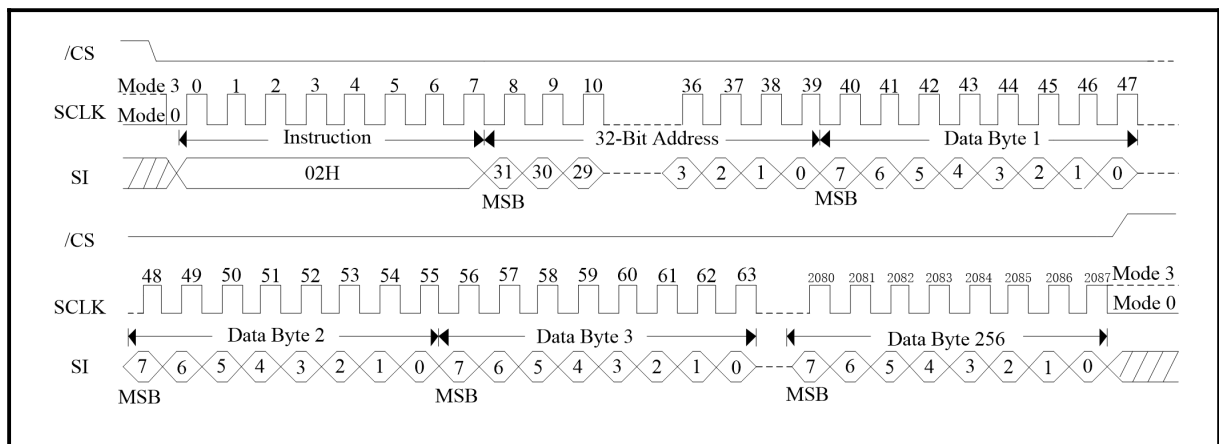 /CS
Mode 3 0 1 2 3 4 5 6 7 8 9 10 36 37 38 39 40 41 42 43 44 45 46 47
SCLK Mode 0
Instruction 32-Bit Address Data Byte 1
SI 02H 31 30 29 3 2 1 0 7 6 5 4 3 2 1 0
MSB MSB
/CS
48 49 50 51 52 53 54 55 56 57 58 59 60 61 62 63 2080 2081 2082 2083 2084 2085 2086 2087 Mode 3
SCLK Mode 0
Data Byte 2 Data Byte 3 Data Byte 256
SI 7 6 5 4 3 2 1 0 7 6 5 4 3 2 1 0 7 6 5 4 3 2 1 0
MSB MSB MSB